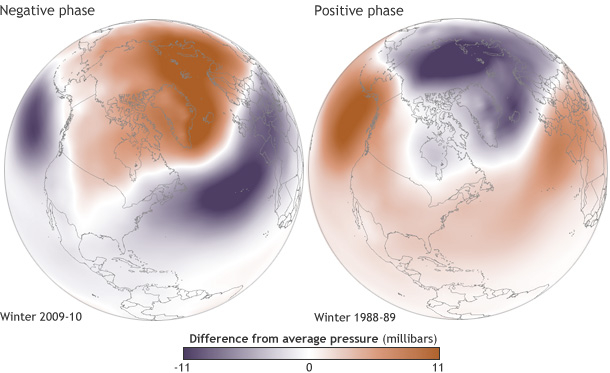 Negative phase
Positive phase
Winter 2009-10
Winter 1988-89
Difference from average pressure (millibars)
-11 0 11